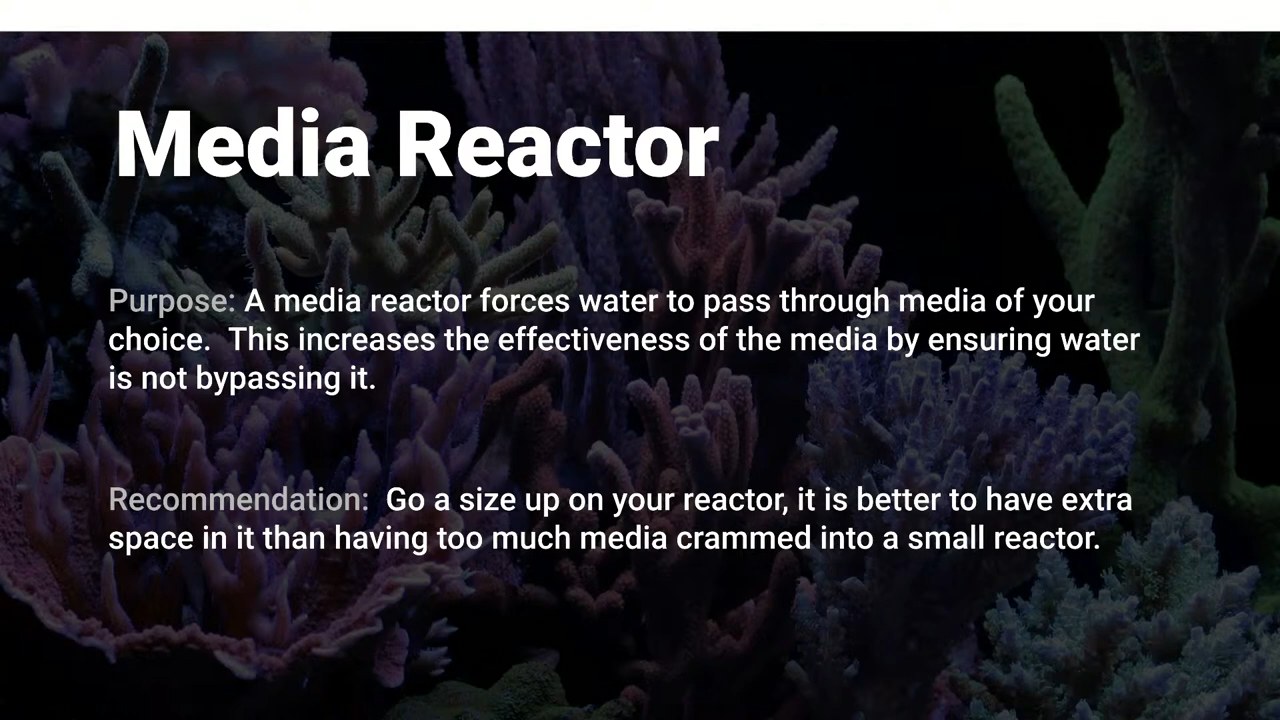 Media Reactor
Purpose: A media reactor forces water to pass through media of your
choice.  This increases the effectiveness of the media by ensuring water
is not bypassing it.
Recommendation:  Go a size up on your reactor, it is better to have extra
space in it than having too much media crammed into a small reactor.